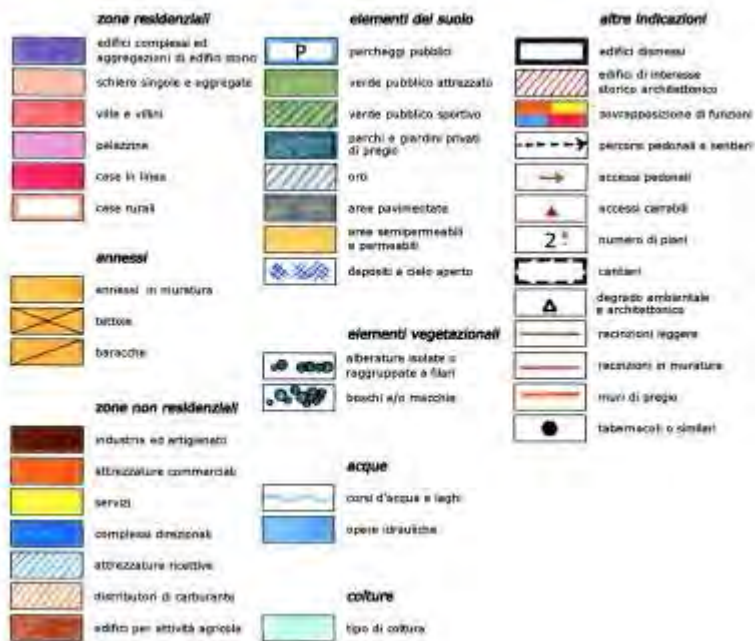 zone residenziali
edifici complessi ed
aggregazioni di edifici storici
schiere singole e aggregate
ville e villini
palazzine
case in linea
case rurali
annessi
annessi in muratura
tettoie
baracche
zone non residenziali
industria ed artigianato
attrezzature commerciali
servizi
complessi direzionali
attrezzature ricettive
distributori di carburante
edifici per attività agricola
elementi del suolo
P
parcheggi pubblici
verde pubblico attrezzato
verde pubblico sportivo
parchi e giardini privati
di pregio
orti
aree pavimentate
aree semipermeabili
e permeabili
depositi a cielo aperto
elementi vegetazionali
alberature isolate o
raggruppate a filari
boschi e/o macchie
acque
corsi d'acqua e laghi
opere idrauliche
colture
tipo di coltura
altre indicazioni
edifici dismessi
edifici di interesse
storico architettonico
sovrapposizione di funzioni
percorsi pedonali e sentieri
accessi pedonali
accessi carrabili
2
numero di piani
cantieri
degrado ambientale
e architettonico
recinzioni leggere
recinzioni in muratura
muri di pregio
tabernacoli o similari